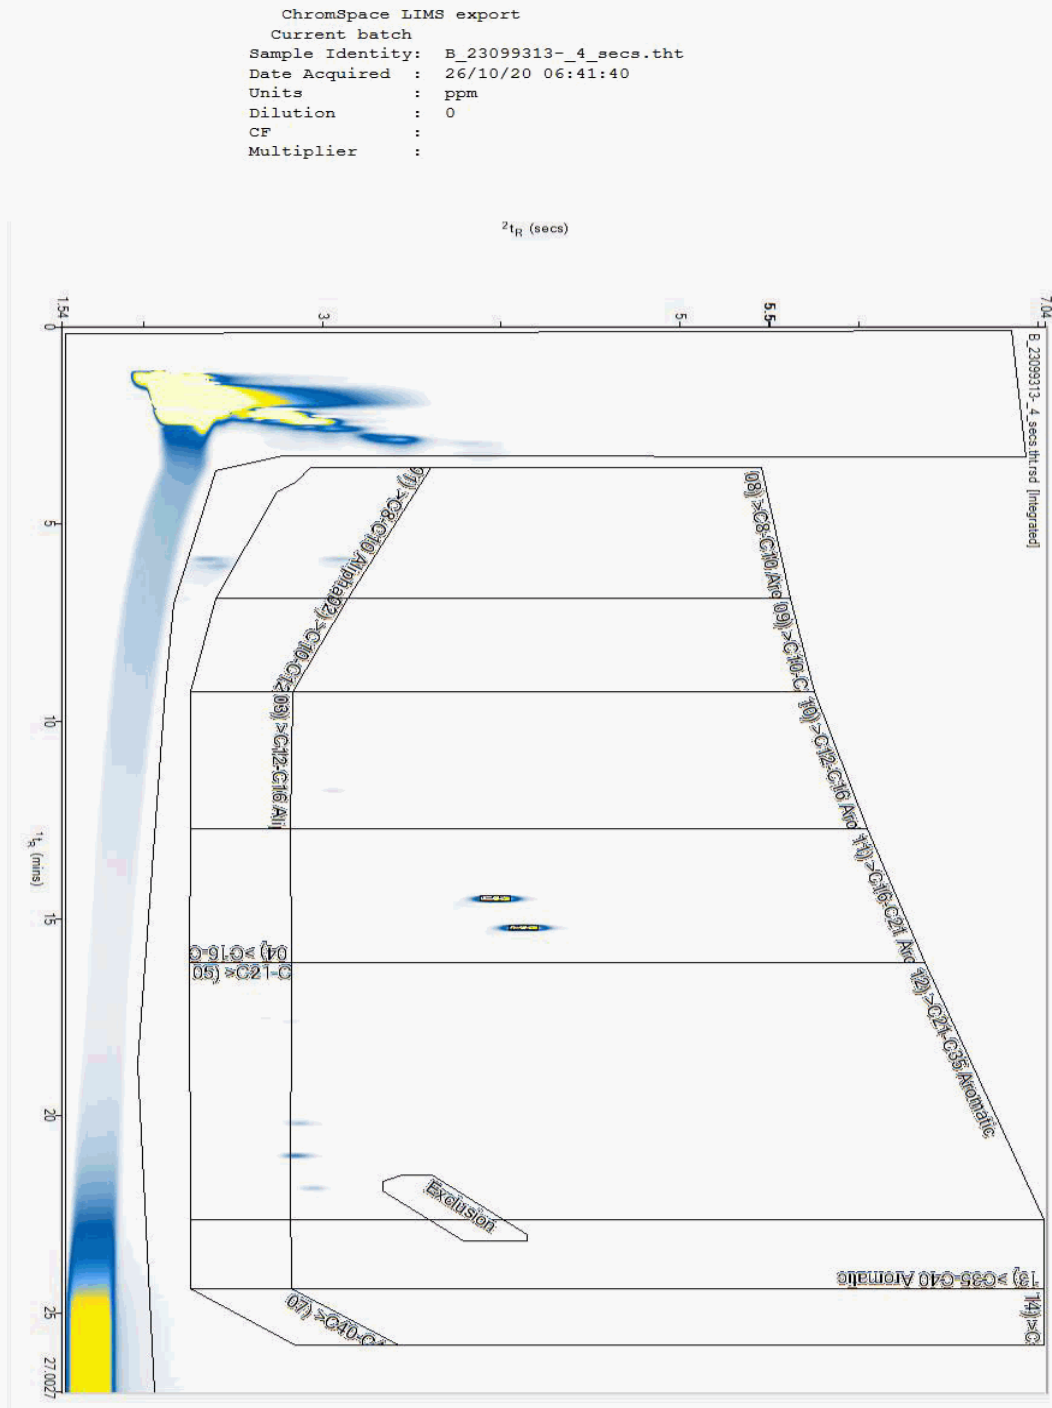 ChromSpace LIMS export
Current batch
Sample Identity: B_23099313-_4_secs.tht
Date Acquired : 26/10/20 06:41:40
Units : ppm
Dilution : 0
CF :
Multiplier :
²tR (secs)
1.54
3
5
5.5
7.04
B_23099313-_4_secs.tht.rsd [Integrated]
0
5
10
15
20
25
27.0027
¹tR (mins)
>C8-C10 Alipha
02) >C10-C12
03) >C12-C16 Ali
04) >C16-C
05) >C21-C
07) >C40-C4
08) >C8-C10 Aro
09) >C10-C
10) >C12-C16 Aro
11) >C16-C21 Aro
12) >C21-C35 Aromatic
13) >C35-C40 Aromatic
14) >C
Exclusion